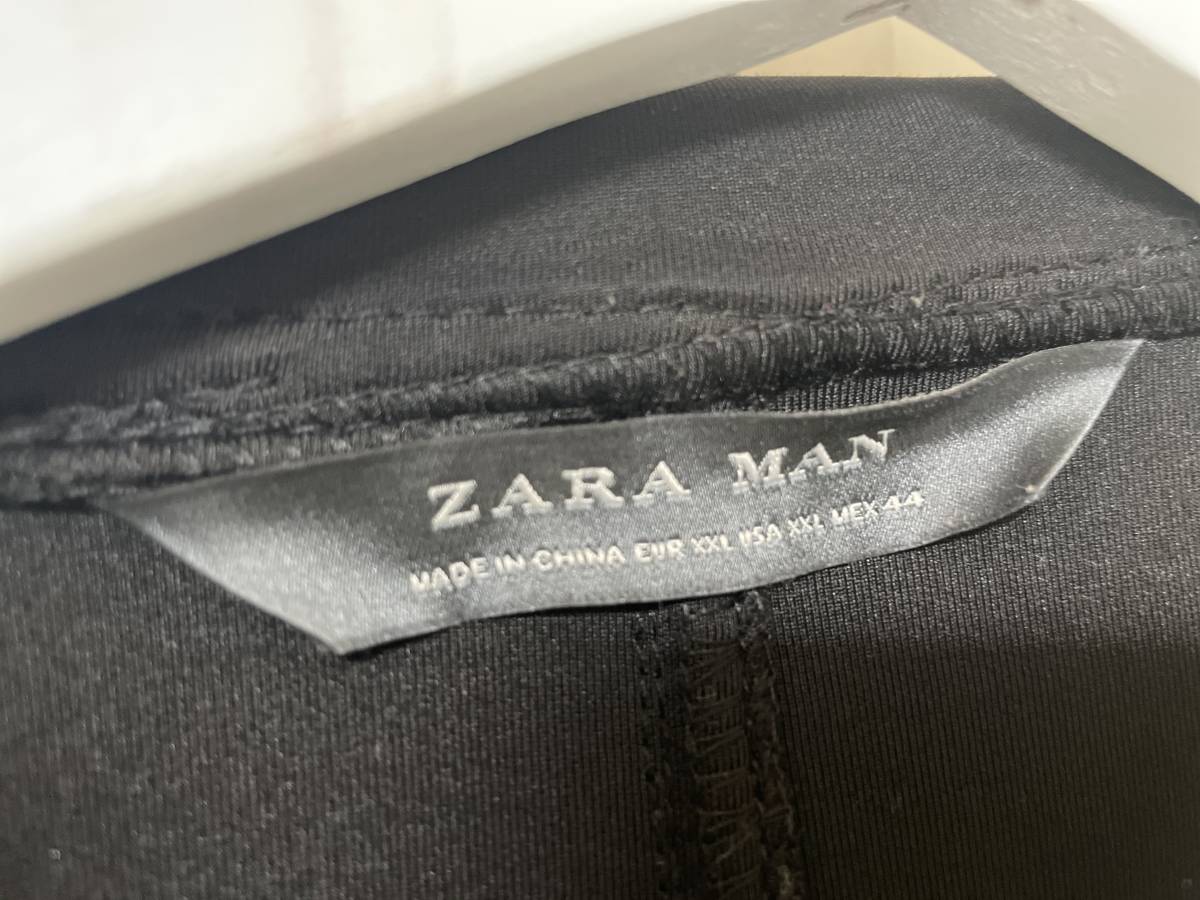 ZARA MAN
MADE IN CHINA EUR XXL USA XXL MEX 44